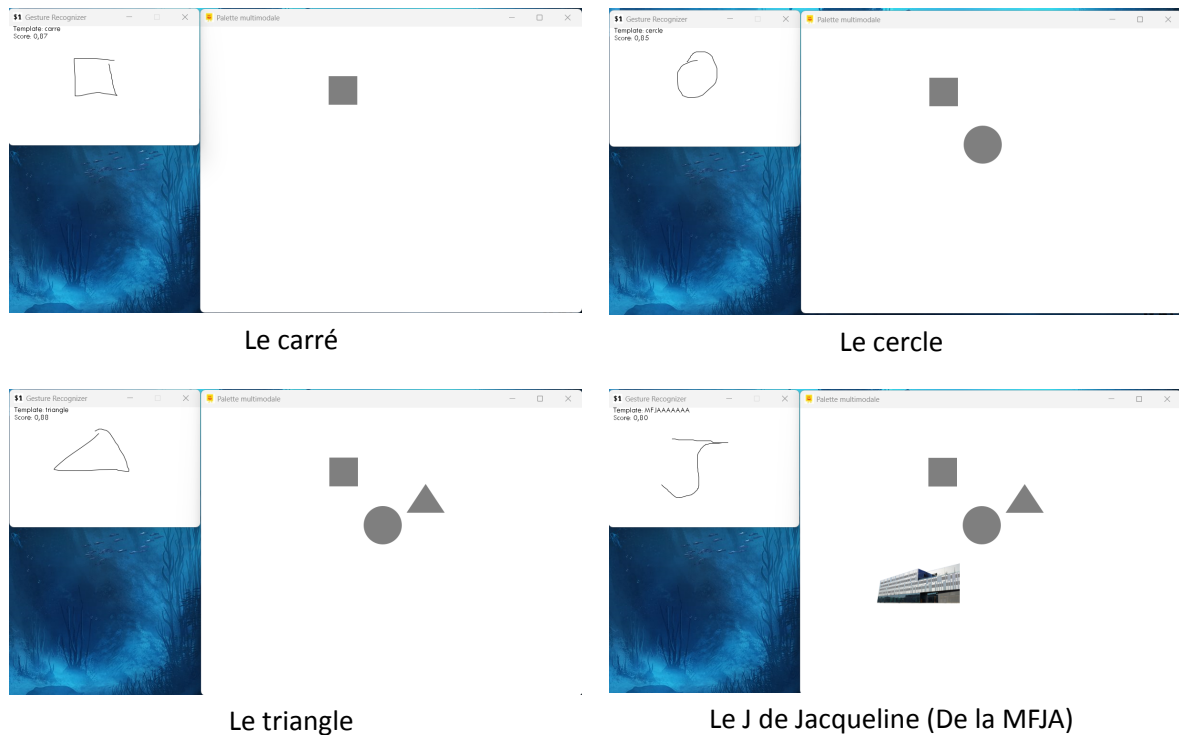 $1 Gesture Recognizer
Palette multimodale
Template: carre
Score: 0,87
Le carré
$1 Gesture Recognizer
Palette multimodale
Template: cercle
Score: 0,85
Le cercle
$1 Gesture Recognizer
Palette multimodale
Template: triangle
Score: 0,88
Le triangle
$1 Gesture Recognizer
Palette multimodale
Template: MFJAAAAAAA
Score: 0,80
Le J de Jacqueline (De la MFJA)